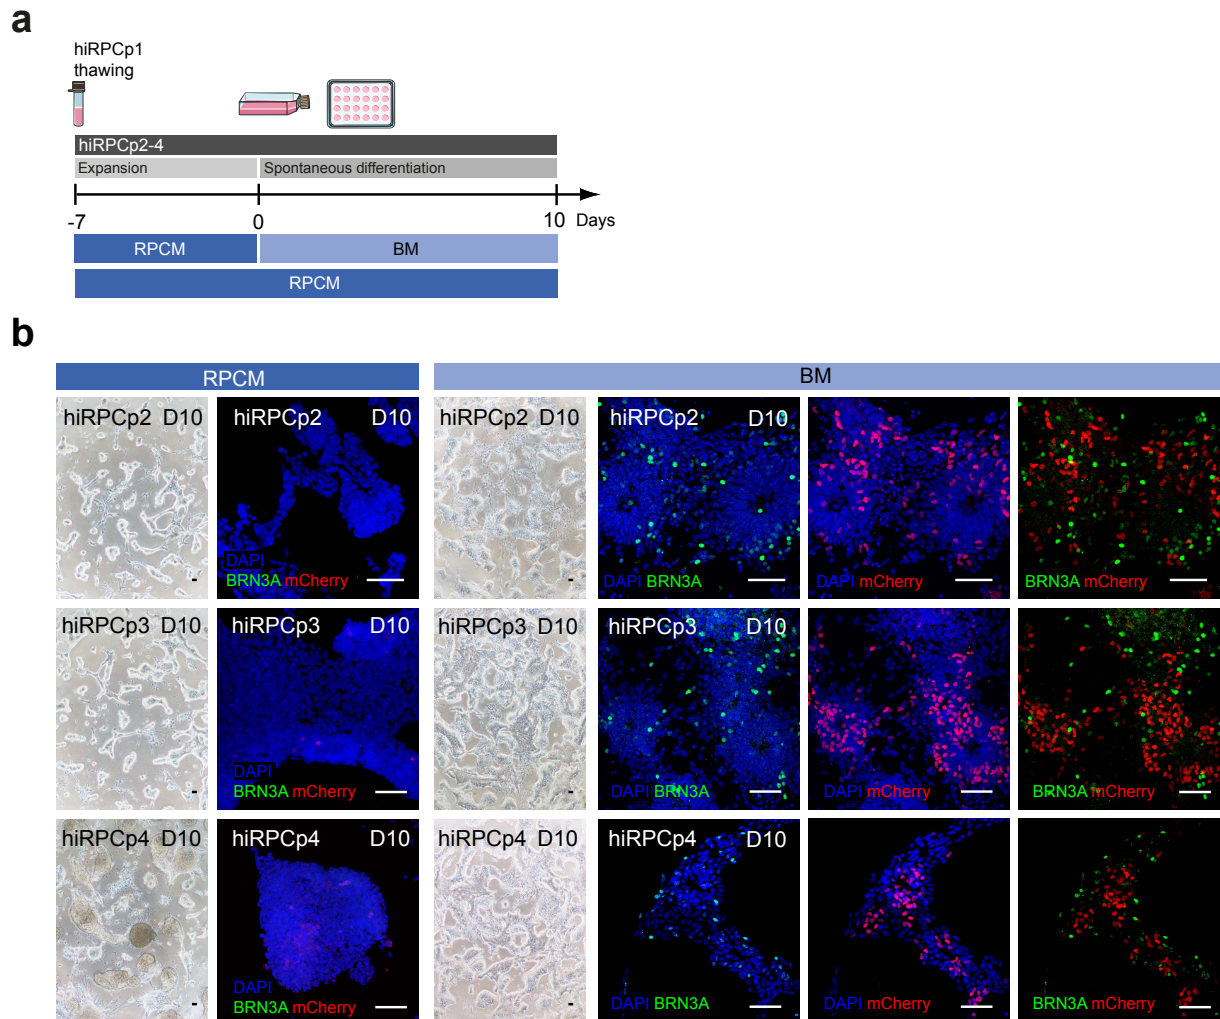 a
hiRPCp1
thawing
hiRPCp2-4
Expansion
Spontaneous differentiation
-7
0
10
Days
RPCM
BM
RPCM
b
RPCM
BM
hiRPCp2 D10
hiRPCp2 D10
DAPI
BRN3A mCherry
hiRPCp2 D10
hiRPCp2 D10
DAPI BRN3A
DAPI mCherry
BRN3A mCherry
hiRPCp3 D10
hiRPCp3 D10
DAPI
BRN3A mCherry
hiRPCp3 D10
hiRPCp3 D10
DAPI BRN3A
DAPI mCherry
BRN3A mCherry
hiRPCp4 D10
hiRPCp4 D10
DAPI
BRN3A mCherry
hiRPCp4 D10
hiRPCp4 D10
DAPI BRN3A
DAPI mCherry
BRN3A mCherry